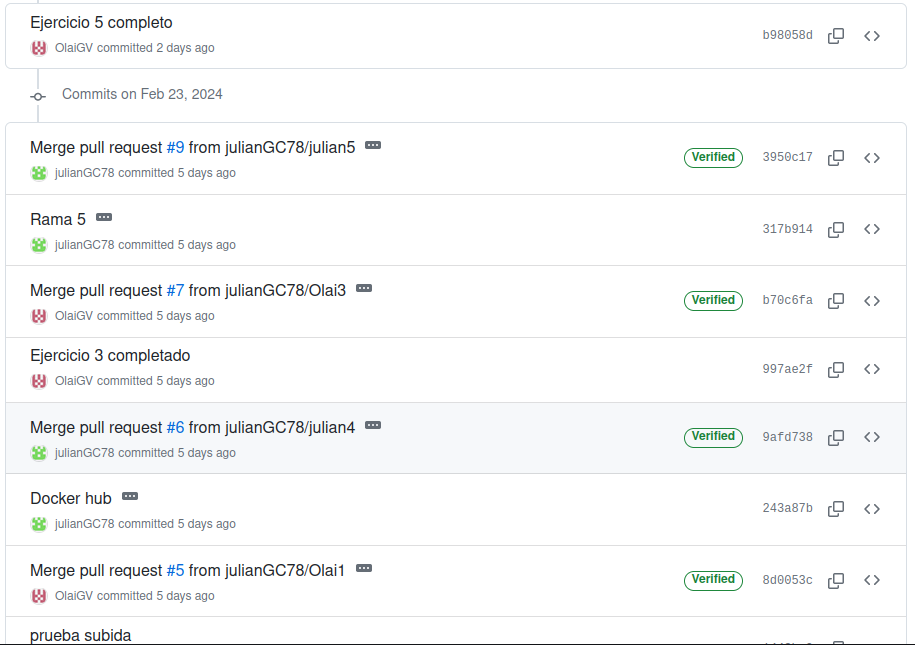 Ejercicio 5 completo
OlaiGV committed 2 days ago
b98058d
Commits on Feb 23, 2024
Merge pull request #9 from julianGC78/julian5
julianGC78 committed 5 days ago
Verified
3950c17
Rama 5
julianGC78 committed 5 days ago
317b914
Merge pull request #7 from julianGC78/Olai3
OlaiGV committed 5 days ago
Verified
b70c6fa
Ejercicio 3 completado
OlaiGV committed 5 days ago
997ae2f
Merge pull request #6 from julianGC78/julian4
julianGC78 committed 5 days ago
Verified
9afd738
Docker hub
julianGC78 committed 5 days ago
243a87b
Merge pull request #5 from julianGC78/Olai1
OlaiGV committed 5 days ago
Verified
8d0053c
prueba subida